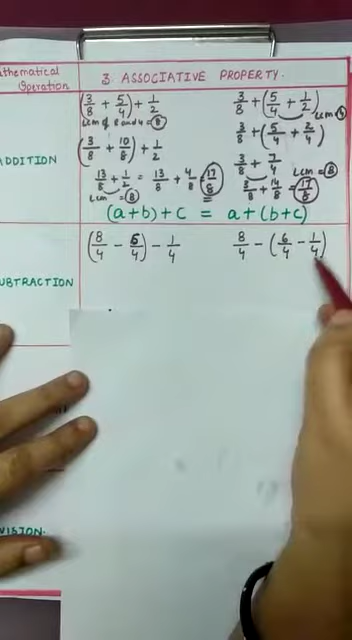 thematical Operation
3. ASSOCIATIVE PROPERTY.
ADDITION
(3/8 + 5/4) + 1/2
Lcm of 8 and 4 = 8
(3/8 + 10/8) + 1/2
13/8 + 1/2 = 13/8 + 4/8 = 17/8
Lcm = 8
3/8 + (5/4 + 1/2)
Lcm = 4
3/8 + (5/4 + 2/4)
3/8 + 7/4
Lcm = 8
3/8 + 14/8 = 17/8
(a+b)+c = a+(b+c)
UBTRACTION
(8/4 - 6/4) - 1/4
8/4 - (6/4 - 1/4)
VISION.